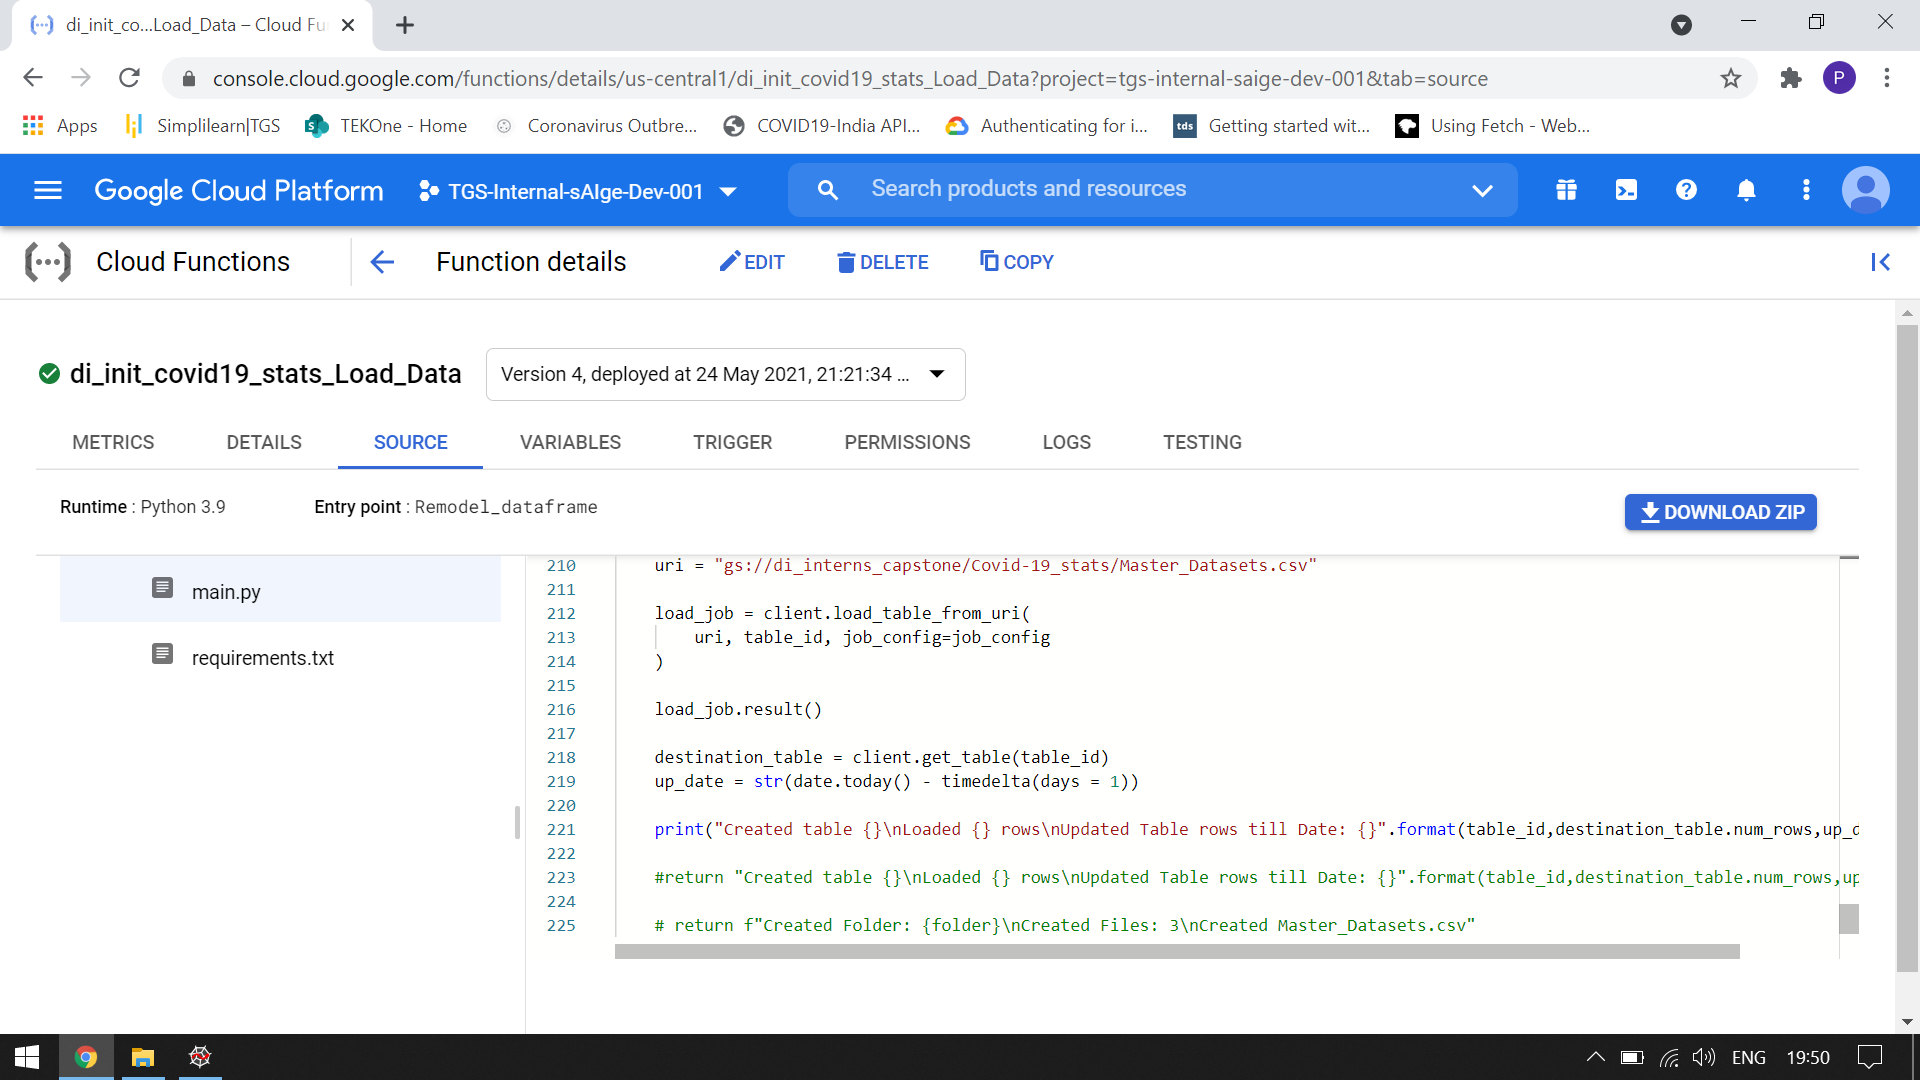 di_init_co...Load_Data – Cloud Fu
console.cloud.google.com/functions/details/us-central1/di_init_covid19_stats_Load_Data?project=tgs-internal-saige-dev-001&tab=source
P
Apps Simplilearn|TGS TEKOne - Home Coronavirus Outbre... COVID19-India API... Authenticating for i... tds Getting started wit... Using Fetch - Web...
Google Cloud Platform TGS-Internal-sAIge-Dev-001 Search products and resources
Cloud Functions Function details EDIT DELETE COPY
di_init_covid19_stats_Load_Data Version 4, deployed at 24 May 2021, 21:21:34 ...
METRICS DETAILS SOURCE VARIABLES TRIGGER PERMISSIONS LOGS TESTING
Runtime : Python 3.9 Entry point : Remodel_dataframe DOWNLOAD ZIP
main.py
requirements.txt
210 uri = "gs://di_interns_capstone/Covid-19_stats/Master_Datasets.csv"
211
212 load_job = client.load_table_from_uri(
213 uri, table_id, job_config=job_config
214 )
215
216 load_job.result()
217
218 destination_table = client.get_table(table_id)
219 up_date = str(date.today() - timedelta(days = 1))
220
221 print("Created table {}\nLoaded {} rows\nUpdated Table rows till Date: {}".format(table_id,destination_table.num_rows,up_d
222
223 #return "Created table {}\nLoaded {} rows\nUpdated Table rows till Date: {}".format(table_id,destination_table.num_rows,up
224
225 # return f"Created Folder: {folder}\nCreated Files: 3\nCreated Master_Datasets.csv"
ENG 19:50